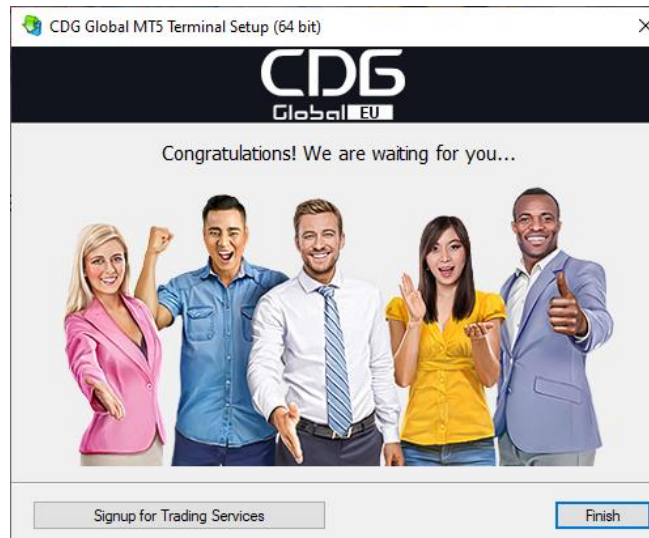 CDG Global MT5 Terminal Setup (64 bit)
CDG
Global EU
Congratulations! We are waiting for you...
Signup for Trading Services
Finish